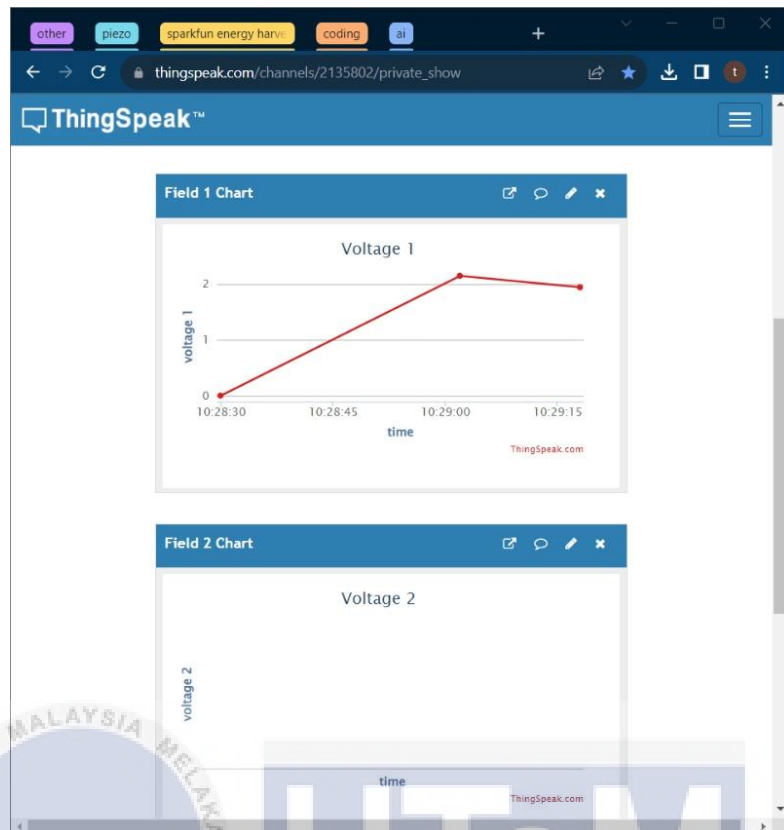 other piezo sparkfun energy harve coding ai
thingspeak.com/channels/2135802/private_show t
ThingSpeak™
Field 1 Chart
Voltage 1
voltage 1
2
1
0
10:28:30 10:28:45 10:29:00 10:29:15
time
ThingSpeak.com
Field 2 Chart
Voltage 2
voltage 2
time
ThingSpeak.com
MALAYSIA MELAKA
UTeM